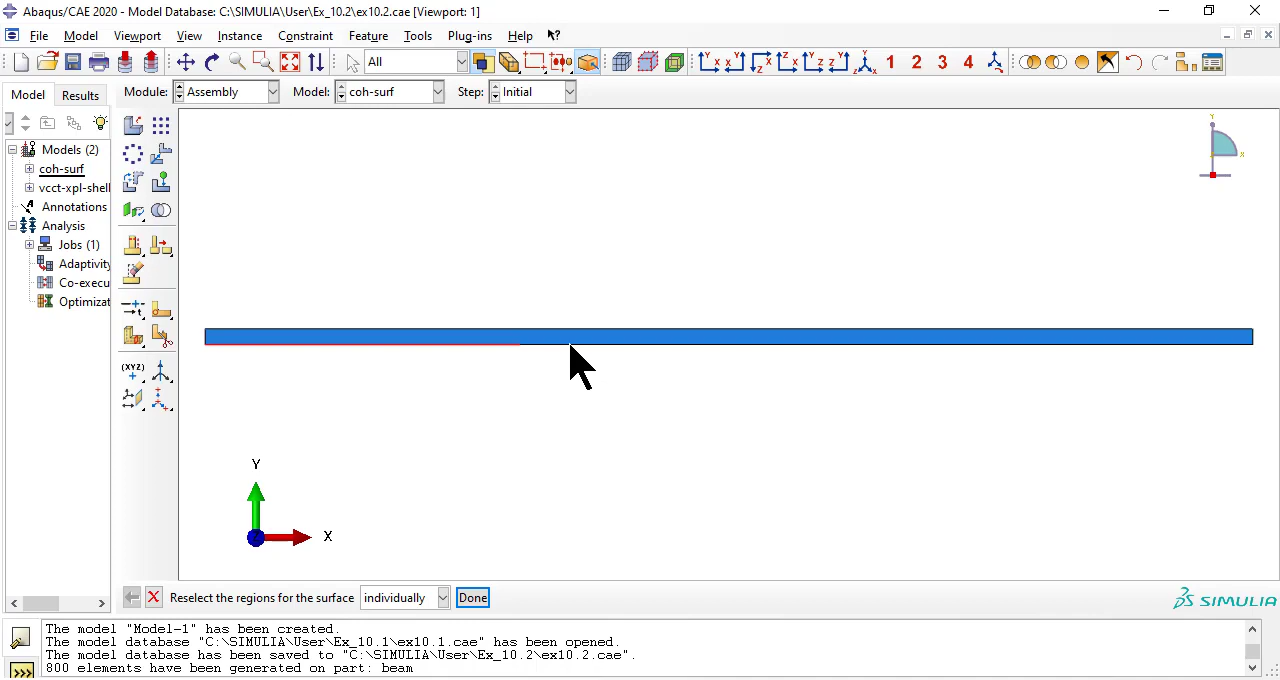 Abaqus/CAE 2020 - Model Database: C:\SIMULIA\User\Ex_10.2\ex10.2.cae [Viewport: 1]
File Model Viewport View Instance Constraint Feature Tools Plug-ins Help
All
1 2 3 4
Model Results
Module: Assembly Model: coh-surf Step: Initial
Models (2)
coh-surf
vcct-xpl-shell
Annotations
Analysis
Jobs (1)
Adaptivity
Co-execu
Optimizat
(XYZ)
Y
X
Y
Z
X
Reselect the regions for the surface individually Done
SIMULIA
The model "Model-1" has been created.
The model database "C:\SIMULIA\User\Ex_10.1\ex10.1.cae" has been opened.
The model database has been saved to "C:\SIMULIA\User\Ex_10.2\ex10.2.cae".
800 elements have been generated on part: beam
>>>